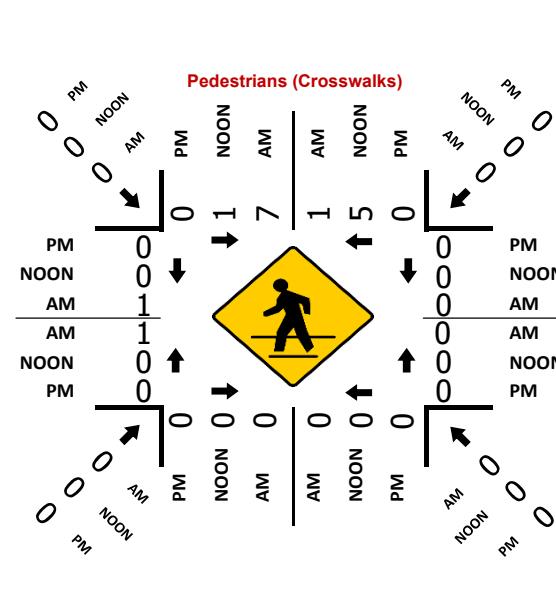 Pedestrians (Crosswalks)
PM NOON AM
0 0 0
PM NOON AM AM NOON PM
0 1 7 1 5 0
PM NOON AM
0 0 0
PM 0 0 PM
NOON 0 0 NOON
AM 1 0 AM
AM 1 0 AM
NOON 0 0 NOON
PM 0 0 PM
0 0 0 0 0 0
PM NOON AM AM NOON PM
0 0 0
AM NOON PM
0 0 0
AM NOON PM